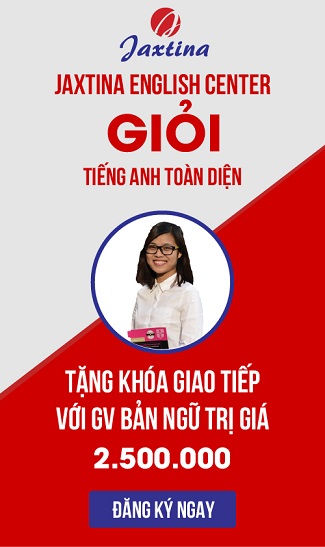 Jaxtina
JAXTINA ENGLISH CENTER
GIỎI
TIẾNG ANH TOÀN DIỆN
TẶNG KHÓA GIAO TIẾP
VỚI GV BẢN NGỮ TRỊ GIÁ
2.500.000
ĐĂNG KÝ NGAY